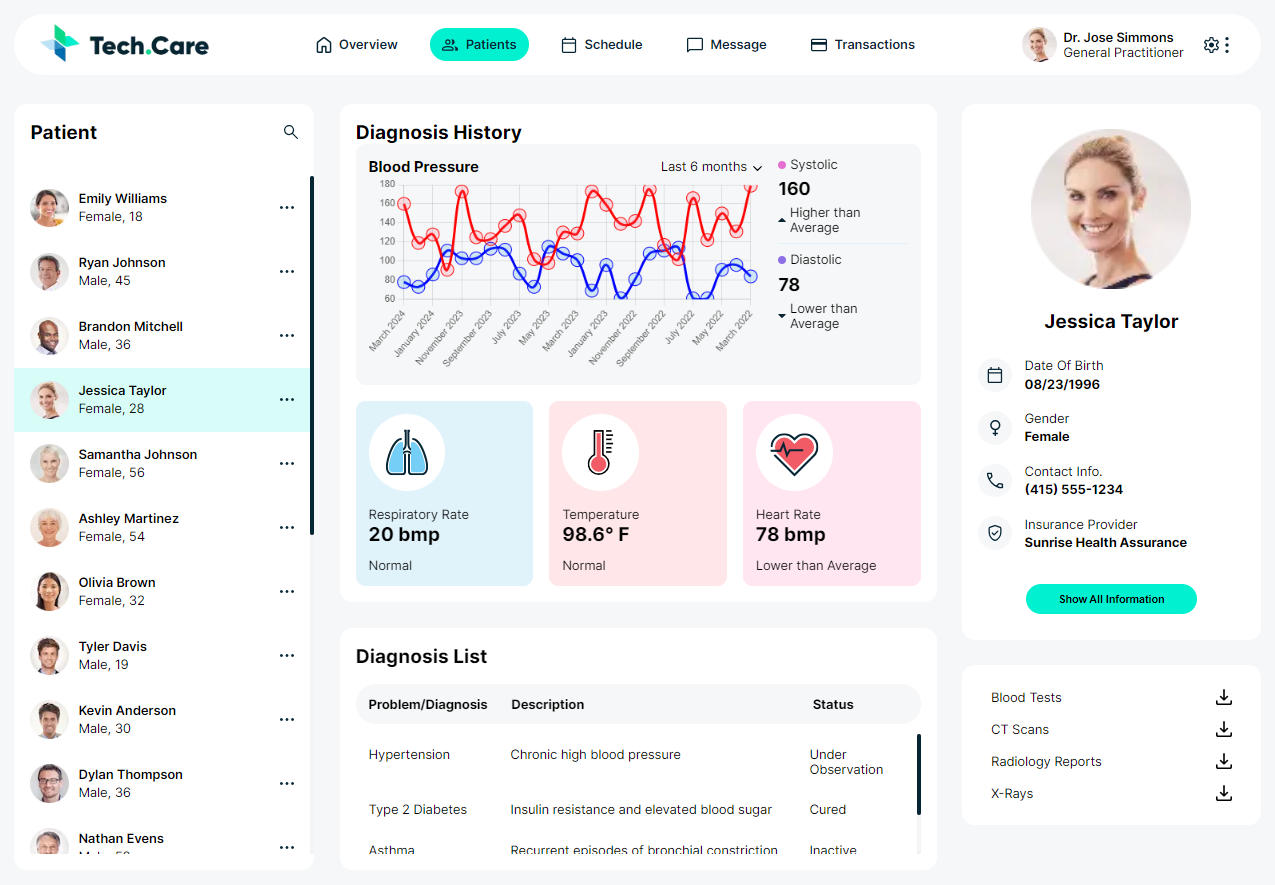 Tech.Care
Overview
Patients
Schedule
Message
Transactions
Dr. Jose Simmons
General Practitioner
Patient
Emily Williams
Female, 18
Ryan Johnson
Male, 45
Brandon Mitchell
Male, 36
Jessica Taylor
Female, 28
Samantha Johnson
Female, 56
Ashley Martinez
Female, 54
Olivia Brown
Female, 32
Tyler Davis
Male, 19
Kevin Anderson
Male, 30
Dylan Thompson
Male, 36
Nathan Evens
Diagnosis History
Blood Pressure
Last 6 months
180
160
140
120
100
80
60
March 2024
January 2024
November 2023
September 2023
July 2023
May 2023
March 2023
January 2023
November 2022
September 2022
July 2022
May 2022
March 2022
Systolic
160
Higher than
Average
Diastolic
78
Lower than
Average
Respiratory Rate
20 bmp
Normal
Temperature
98.6° F
Normal
Heart Rate
78 bmp
Lower than Average
Diagnosis List
Problem/Diagnosis Description Status
Hypertension Chronic high blood pressure Under
Observation
Type 2 Diabetes Insulin resistance and elevated blood sugar Cured
Asthma Recurrent episodes of bronchial constriction Inactive
Jessica Taylor
Date Of Birth
08/23/1996
Gender
Female
Contact Info.
(415) 555-1234
Insurance Provider
Sunrise Health Assurance
Show All Information
Blood Tests
CT Scans
Radiology Reports
X-Rays